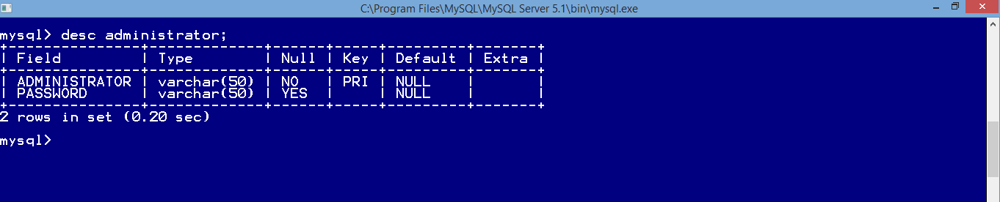 C:\Program Files\MySQL\MySQL Server 5.1\bin\mysql.exe
mysql> desc administrator;
+---------------+-------------+------+-----+---------+-------+
| Field         | Type        | Null | Key | Default | Extra |
+---------------+-------------+------+-----+---------+-------+
| ADMINISTRATOR | varchar(50) | NO   | PRI | NULL    |       |
| PASSWORD      | varchar(50) | YES  |     | NULL    |       |
+---------------+-------------+------+-----+---------+-------+
2 rows in set (0.20 sec)
mysql>